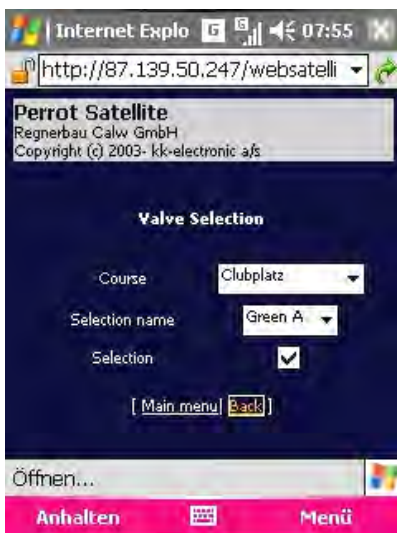 Internet Explo G G 07:55
http://87.139.50.247/websatelli
Perrot Satellite
Regnerbau Calw GmbH
Copyright (c) 2003- kk-electronic a/s
Valve Selection
Course Clubplatz
Selection name Green A
Selection
[ Main menu| Back ]
Öffnen...
Anhalten Menü